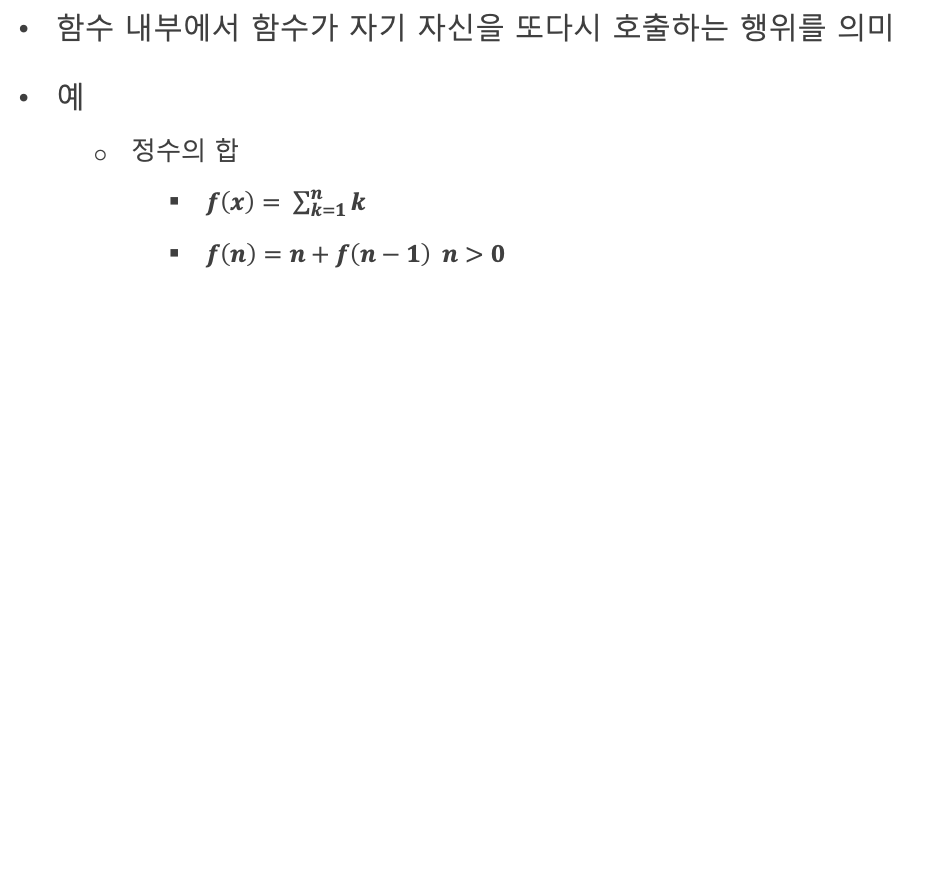 • 함수 내부에서 함수가 자기 자신을 또다시 호출하는 행위를 의미
• 예
○ 정수의 합
▪ f(x) = ∑ⁿₖ₌₁ k
▪ f(n) = n + f(n − 1) n > 0